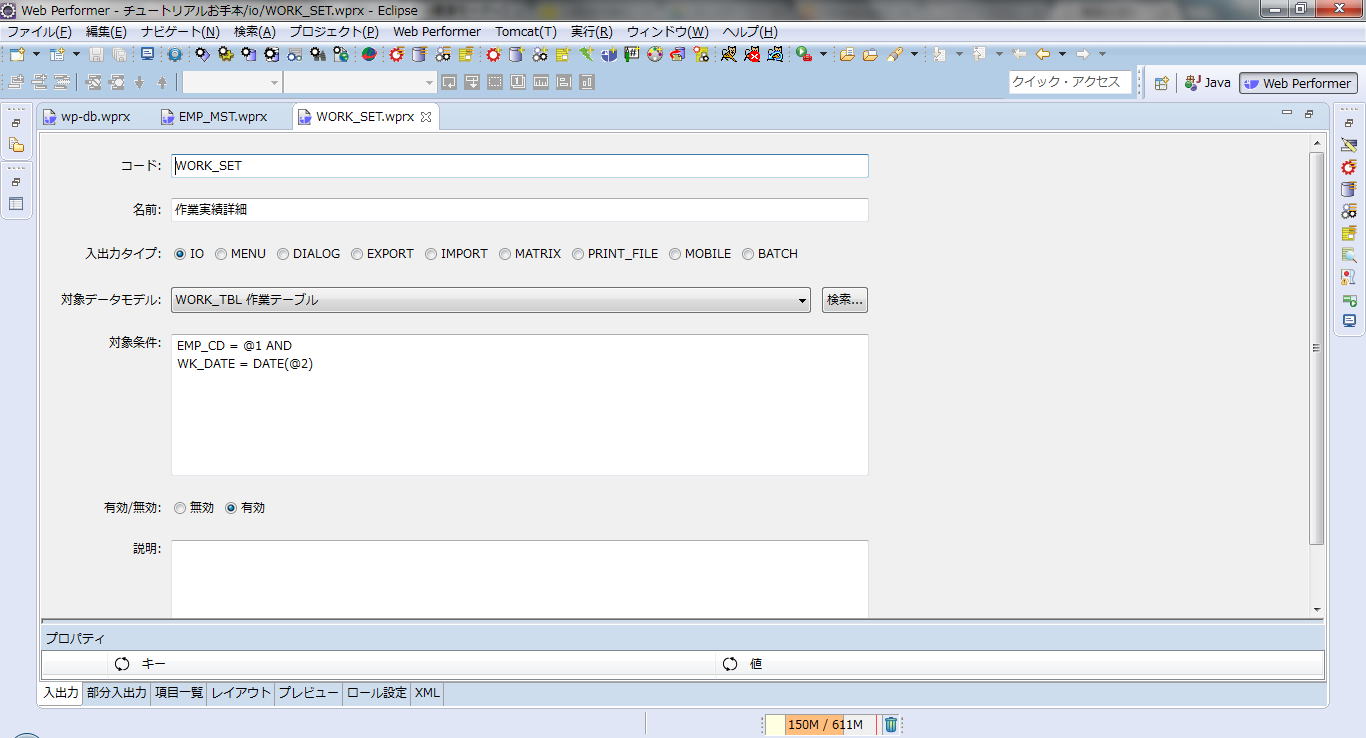 Web Performer - チュートリアルお手本/io/WORK_SET.wprx - Eclipse
ファイル(F) 編集(E) ナビゲート(N) 検索(A) プロジェクト(P) Web Performer Tomcat(T) 実行(R) ウィンドウ(W) ヘルプ(H)
クイック・アクセス Java Web Performer
wp-db.wprx EMP_MST.wprx WORK_SET.wprx
コード: WORK_SET
名前: 作業実績詳細
入出力タイプ: IO MENU DIALOG EXPORT IMPORT MATRIX PRINT_FILE MOBILE BATCH
対象データモデル: WORK_TBL 作業テーブル 検索...
対象条件: EMP_CD = @1 AND
WK_DATE = DATE(@2)
有効/無効: 無効 有効
説明:
プロパティ
キー 値
入出力 部分入出力 項目一覧 レイアウト プレビュー ロール設定 XML
150M / 611M